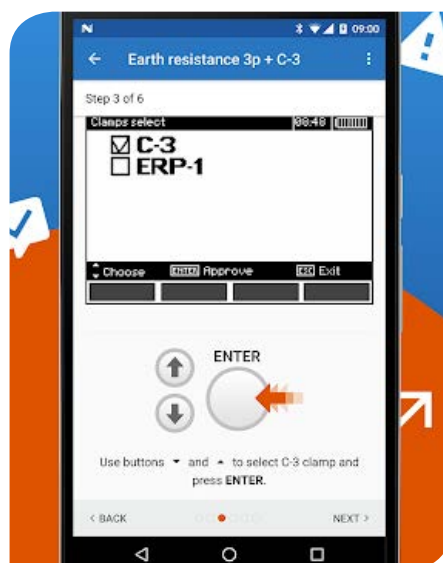 N 09:00
Earth resistance 3p + C-3
Step 3 of 6
Clamps select 08:48
C-3
ERP-1
Choose ENTER Approve ESC Exit
ENTER
Use buttons and to select C-3 clamp and
press ENTER.
< BACK NEXT >